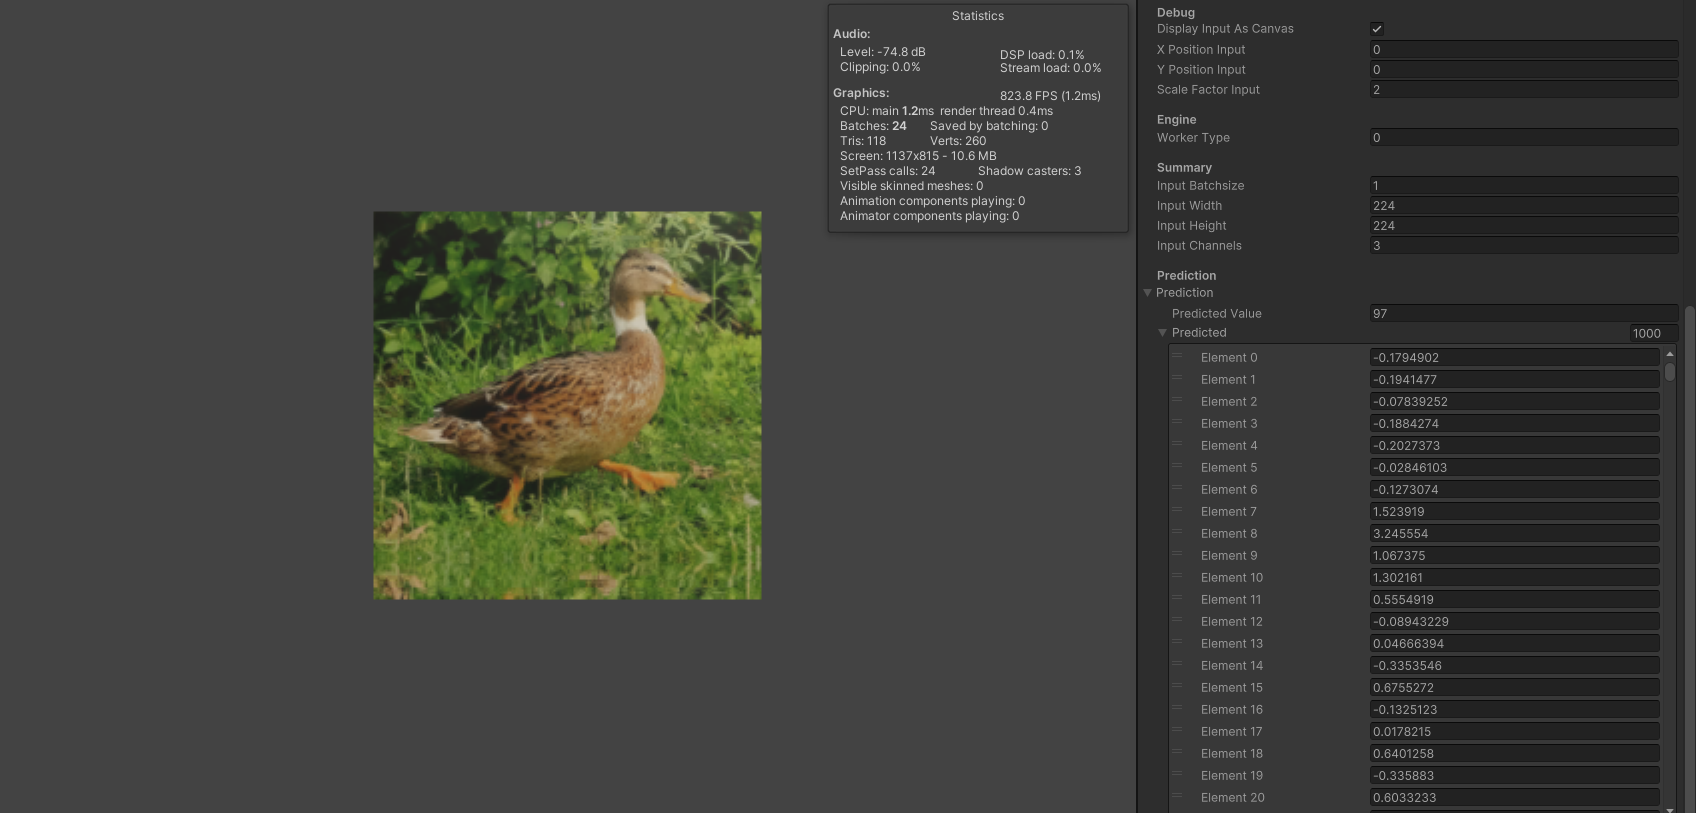 Statistics
Audio:
Level: -74.8 dB
DSP load: 0.1%
Clipping: 0.0%
Stream load: 0.0%
Graphics:
823.8 FPS (1.2ms)
CPU: main 1.2ms render thread 0.4ms
Batches: 24 Saved by batching: 0
Tris: 118 Verts: 260
Screen: 1137x815 - 10.6 MB
SetPass calls: 24 Shadow casters: 3
Visible skinned meshes: 0
Animation components playing: 0
Animator components playing: 0
Debug
Display Input As Canvas
X Position Input 0
Y Position Input 0
Scale Factor Input 2
Engine
Worker Type 0
Summary
Input Batchsize 1
Input Width 224
Input Height 224
Input Channels 3
Prediction
Prediction
Predicted Value 97
Predicted 1000
Element 0 -0.1794902
Element 1 -0.1941477
Element 2 -0.07839252
Element 3 -0.1884274
Element 4 -0.2027373
Element 5 -0.02846103
Element 6 -0.1273074
Element 7 1.523919
Element 8 3.245554
Element 9 1.067375
Element 10 1.302161
Element 11 0.5554919
Element 12 -0.08943229
Element 13 0.04666394
Element 14 -0.3353546
Element 15 0.6755272
Element 16 -0.1325123
Element 17 0.0178215
Element 18 0.6401258
Element 19 -0.335883
Element 20 0.6033233